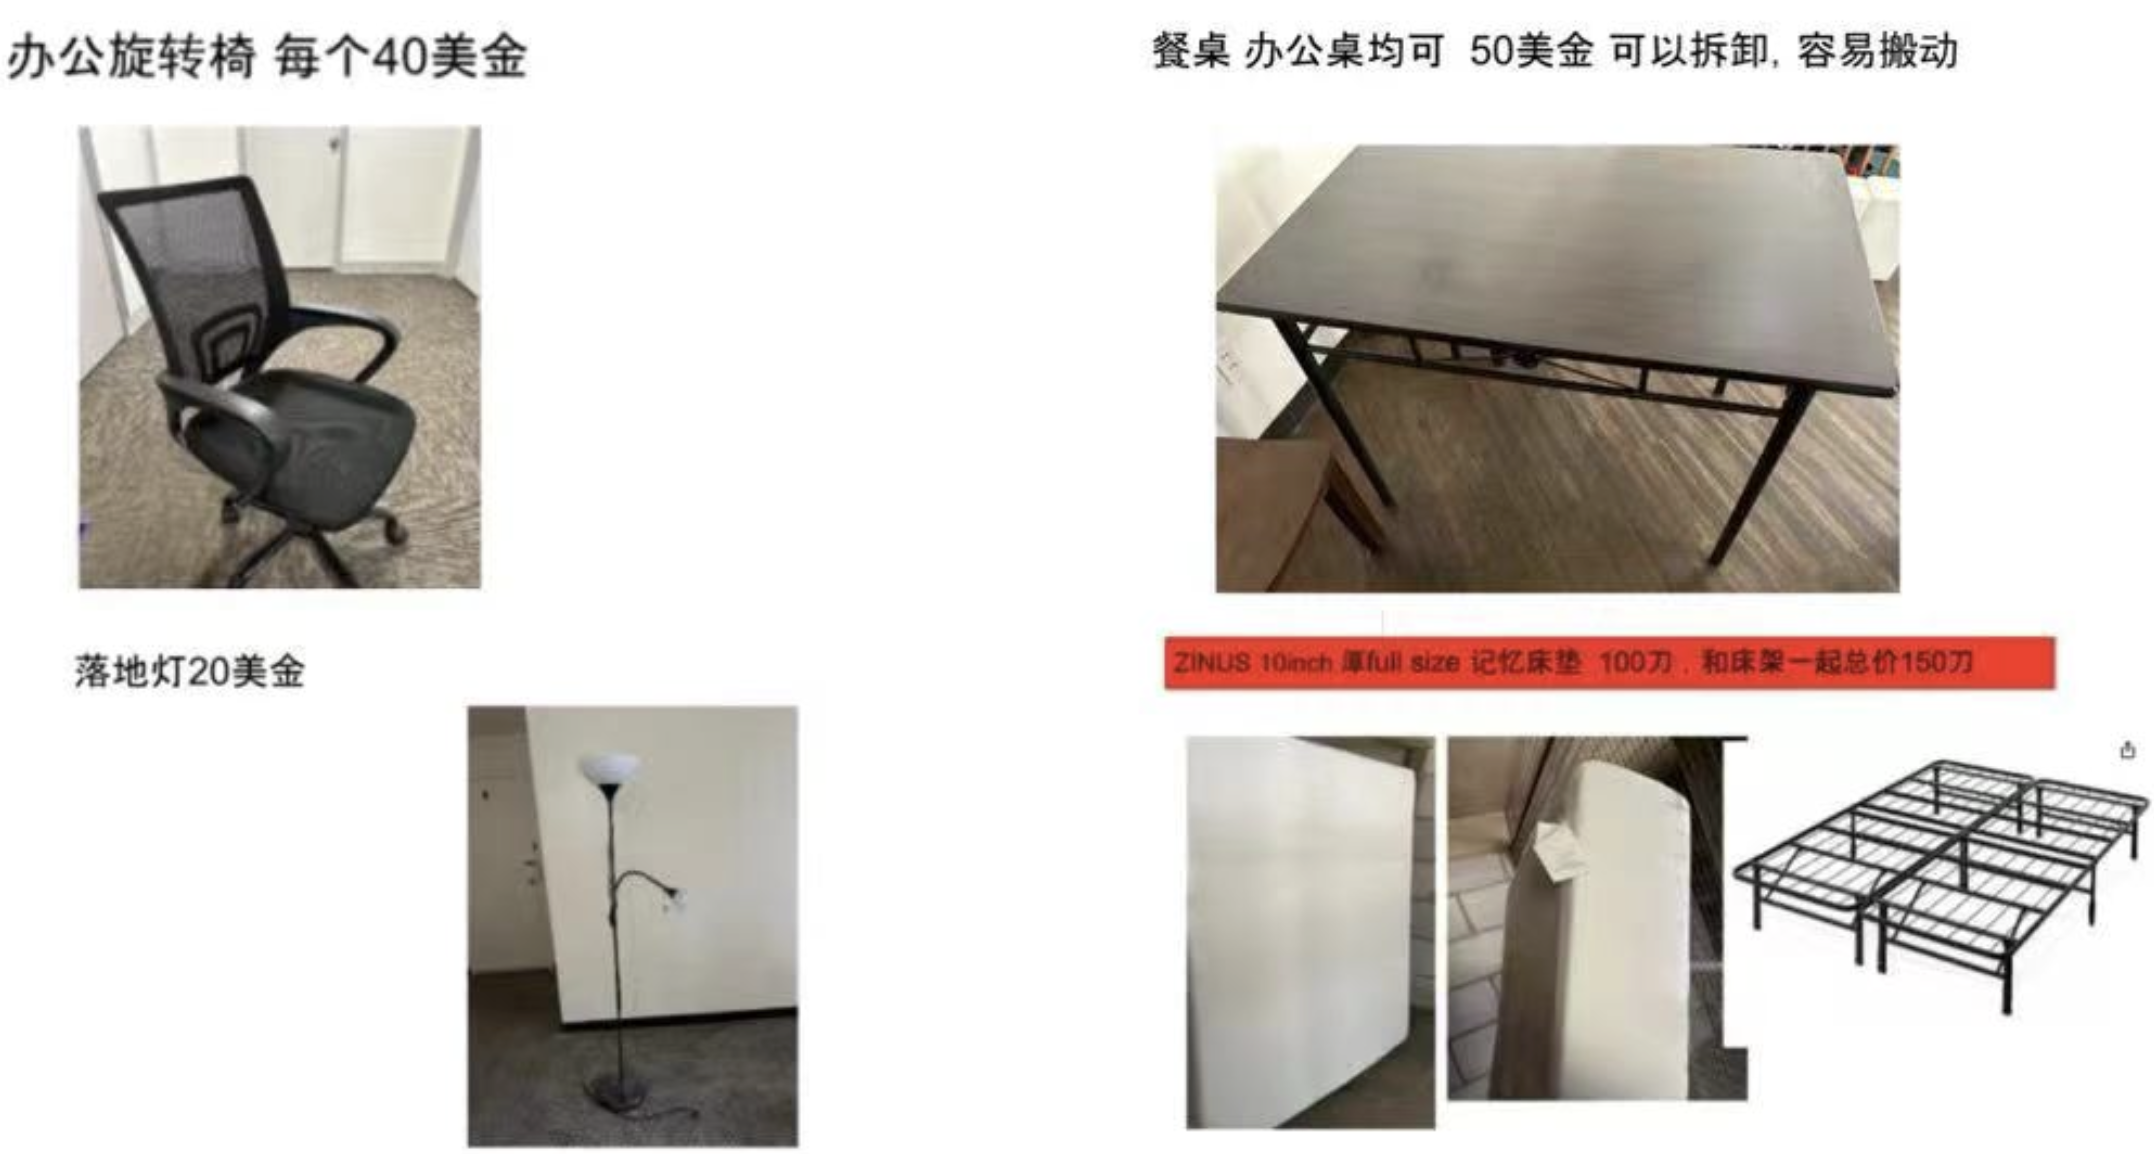 办公旋转椅 每个40美金
餐桌 办公桌均可 50美金 可以拆卸, 容易搬动
落地灯20美金
ZINUS 10inch 厚full size 记忆床垫 100刀 . 和床架一起总价150刀